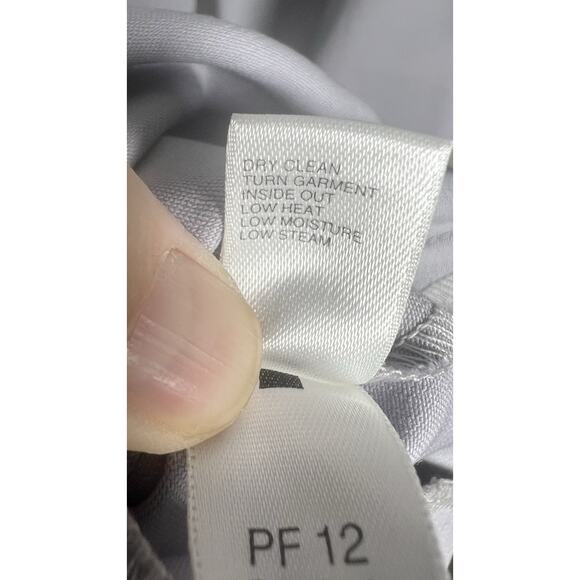 DRY CLEAN
TURN GARMENT
INSIDE OUT
LOW HEAT,
LOW MOISTURE
LOW STEAM
PF 12